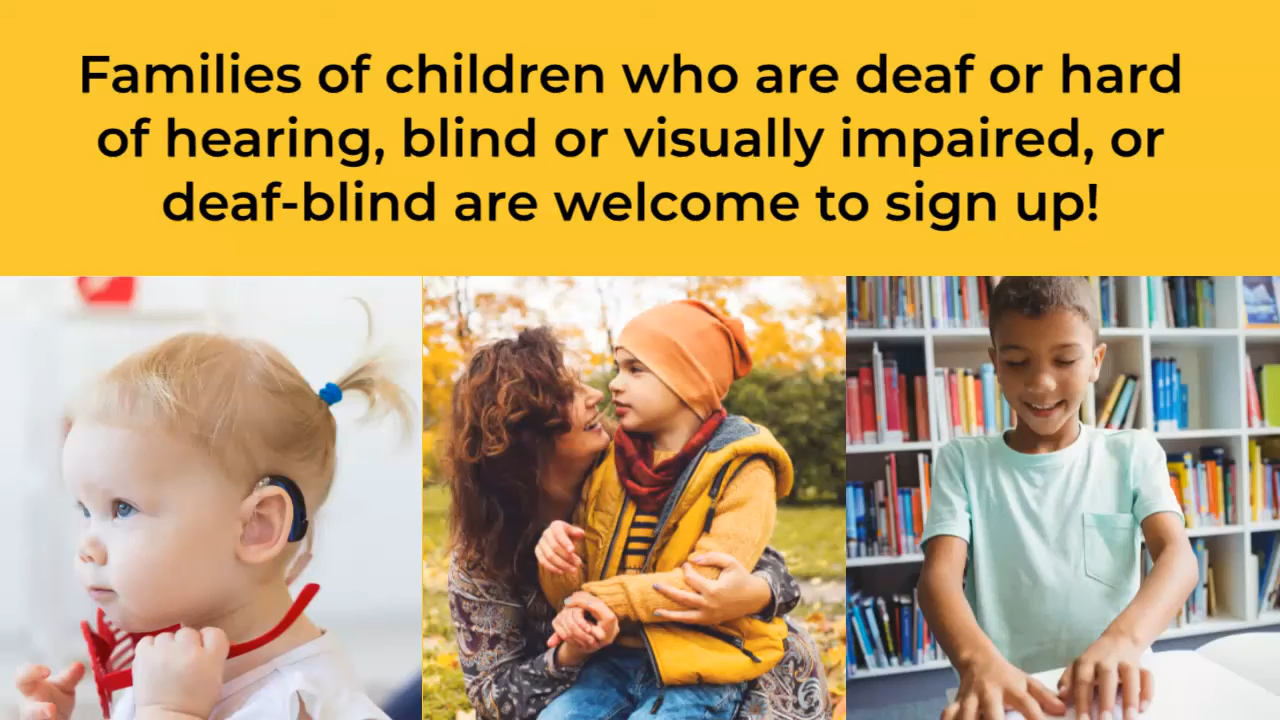 Families of children who are deaf or hard
of hearing, blind or visually impaired, or
deaf-blind are welcome to sign up!